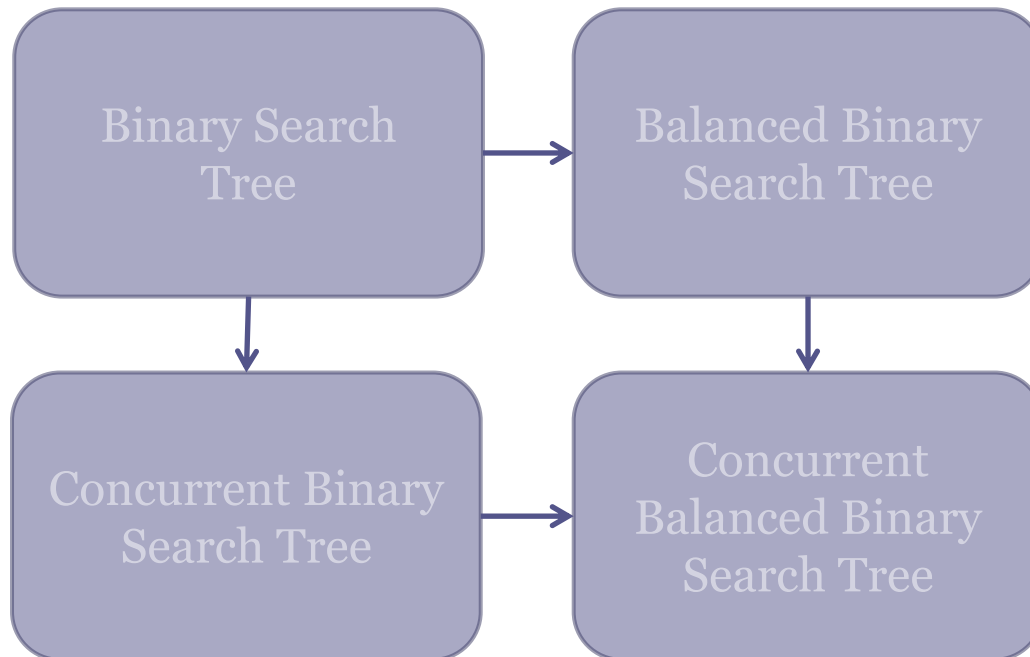 Binary Search
Tree
Balanced Binary
Search Tree
Concurrent Binary
Search Tree
Concurrent
Balanced Binary
Search Tree